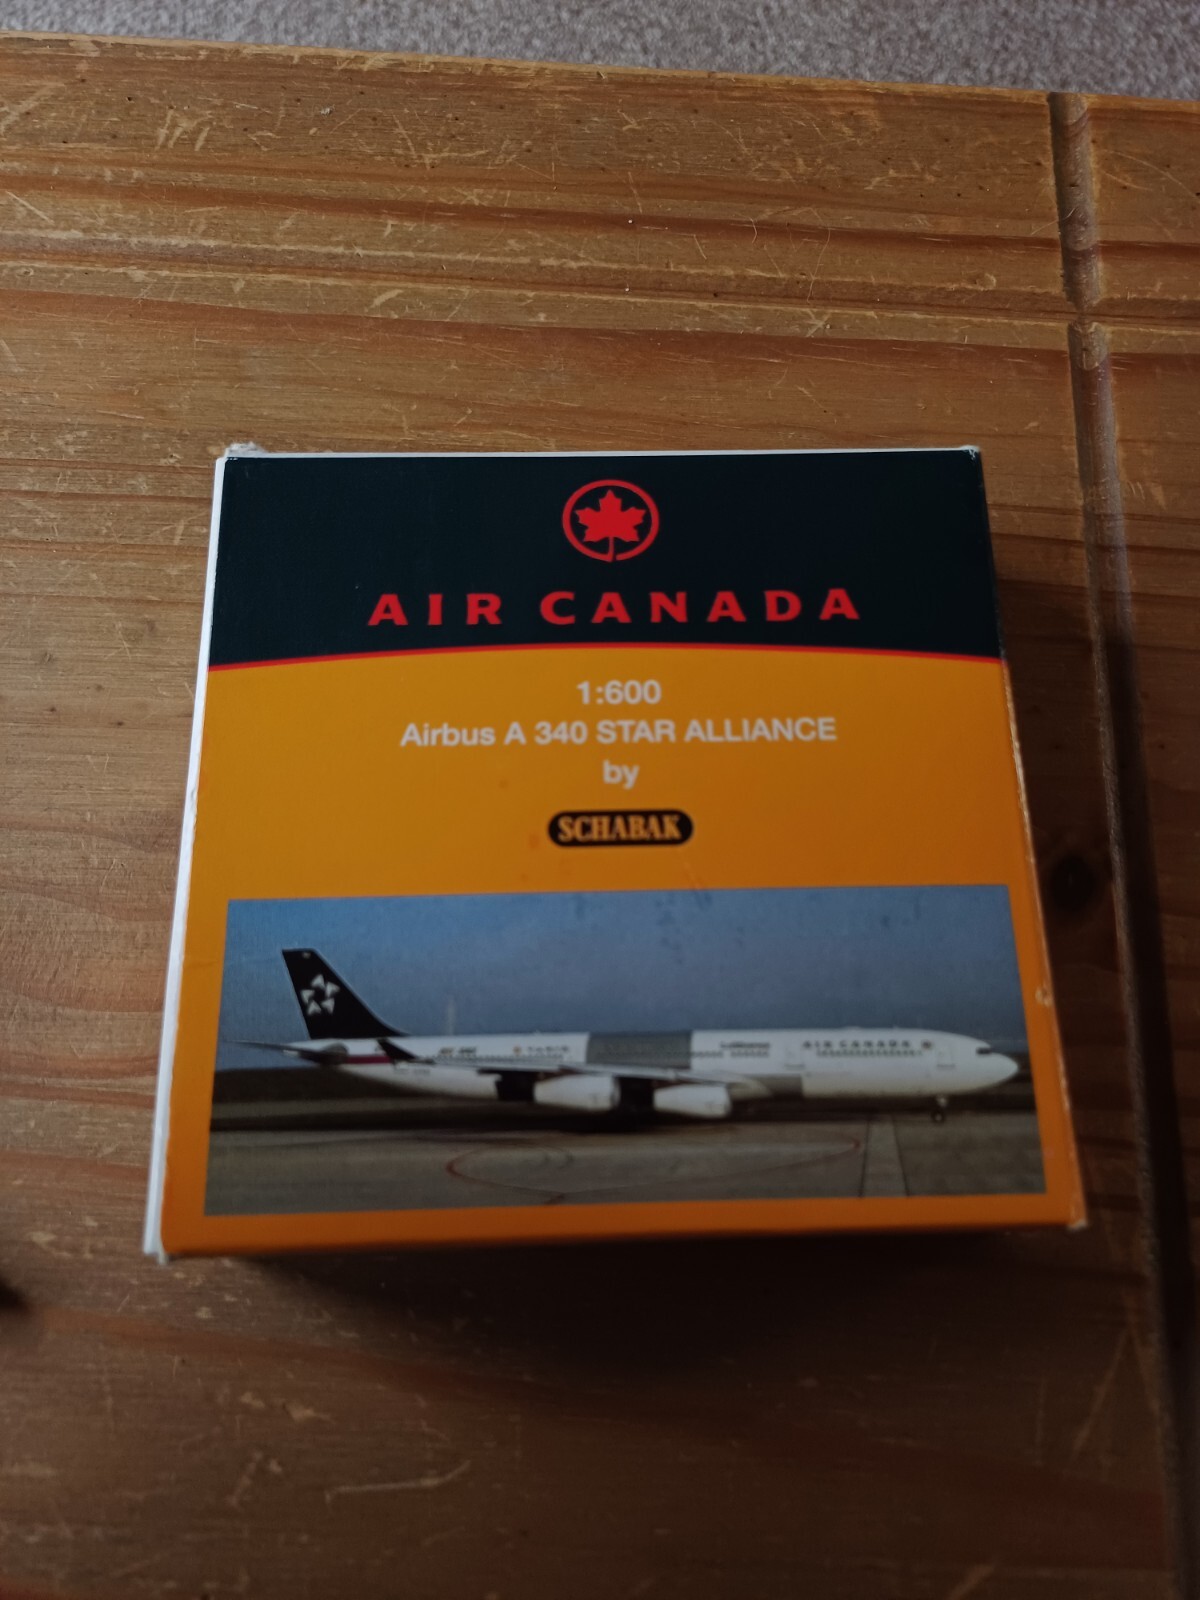 AIR CANADA
1:600
Airbus A 340 STAR ALLIANCE
by
SCHABAK
AIR CANADA